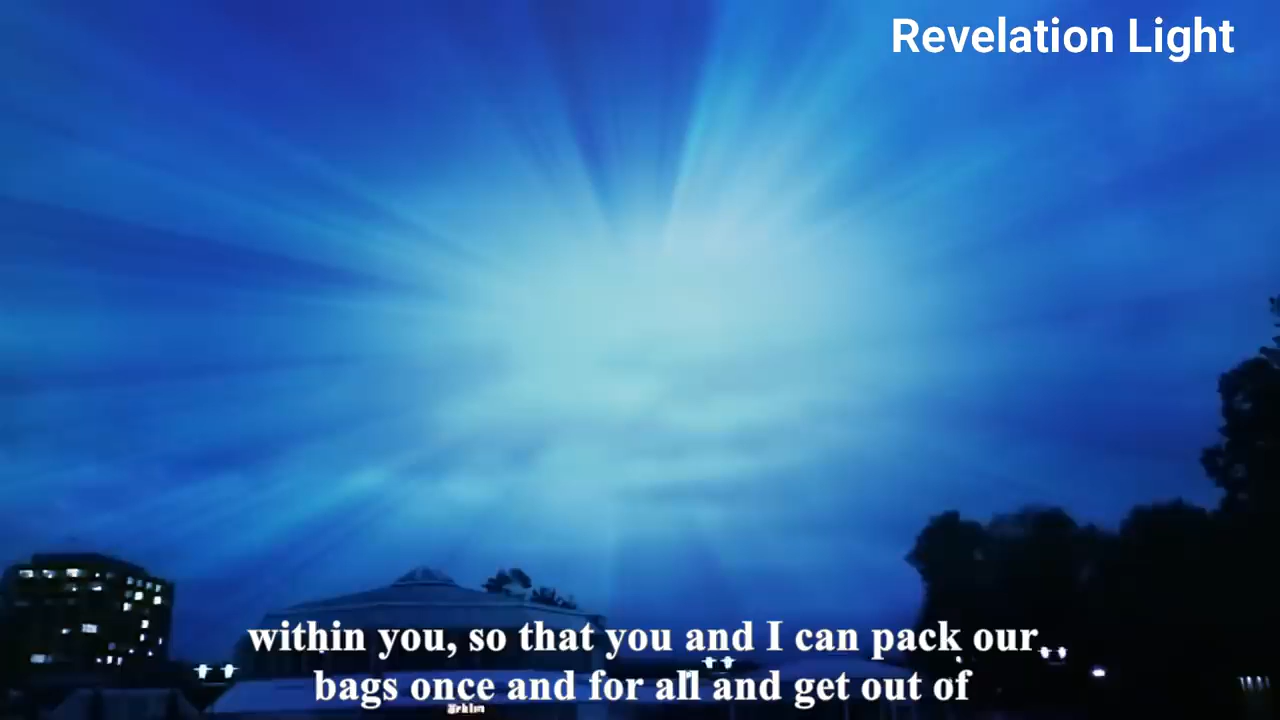 Revelation Light
within you, so that you and I can pack our
bags once and for all and get out of